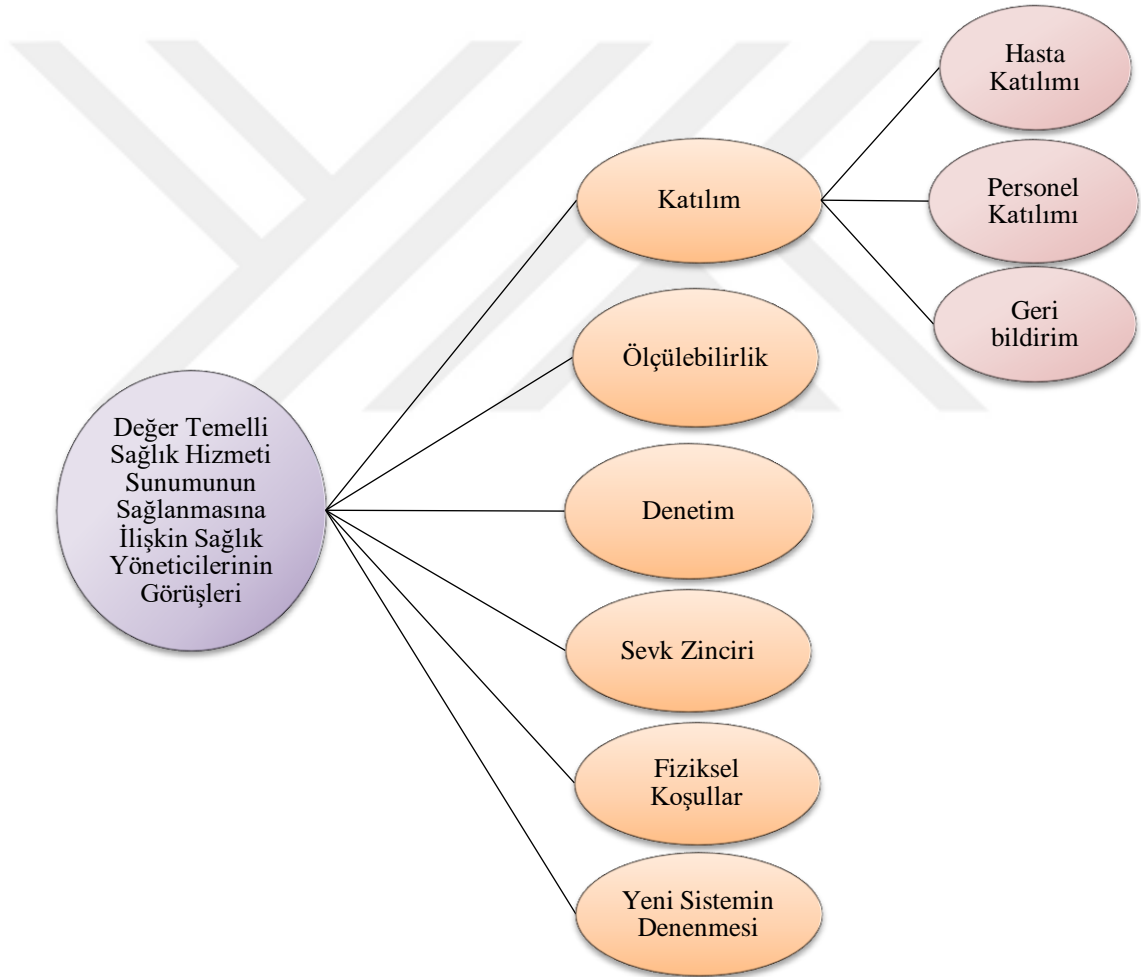 Değer Temelli
Sağlık Hizmeti
Sunumunun
Sağlanmasına
İlişkin Sağlık
Yöneticilerinin
Görüşleri
Katılım
Hasta
Katılımı
Personel
Katılımı
Geri
bildirim
Ölçülebilirlik
Denetim
Sevk Zinciri
Fiziksel
Koşullar
Yeni Sistemin
Denenmesi